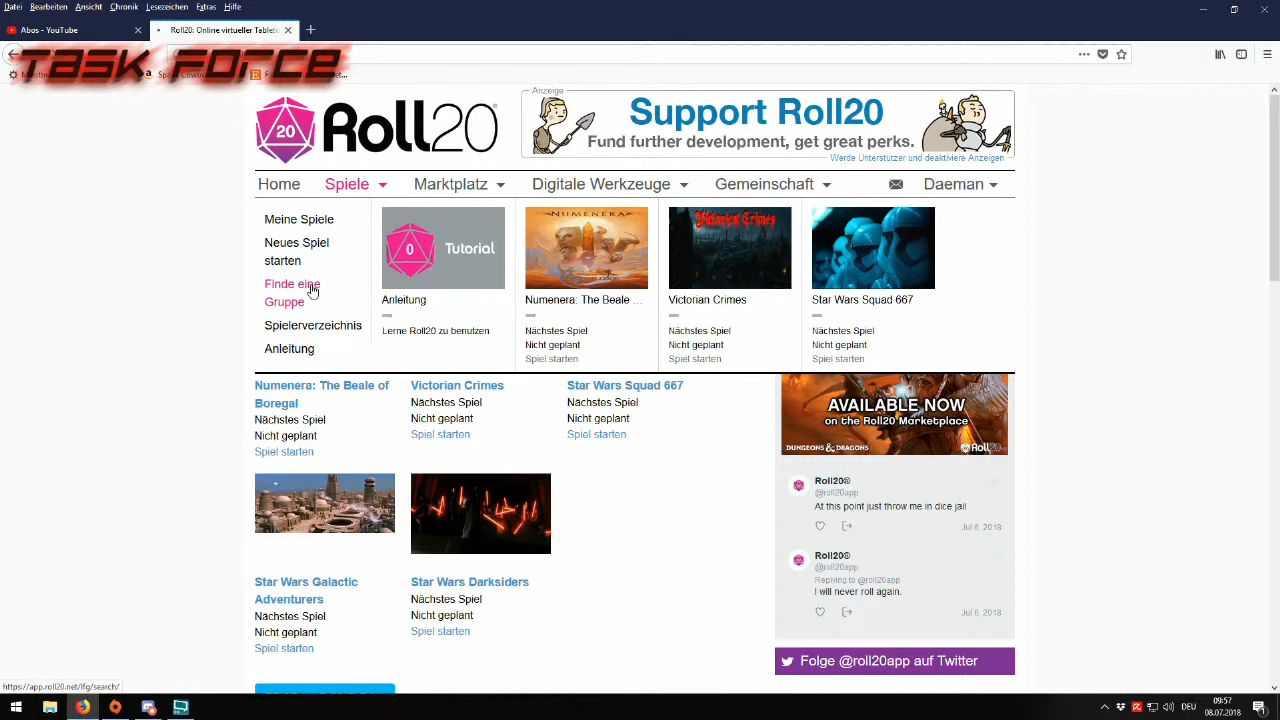 Datei Bearbeiten Ansicht Chronik Lesezeichen Extras Hilfe
Abos - YouTube
Roll20: Online virtueller Tableto
TASK FORCE
Anzeige
20 Roll20®
Support Roll20
Fund further development, get great perks.
Werde Unterstützer und deaktiviere Anzeigen
Home Spiele Marktplatz Digitale Werkzeuge Gemeinschaft Daeman
Meine Spiele
Neues Spiel
starten
Finde eine
Gruppe
Spielerverzeichnis
Anleitung
0 Tutorial
Anleitung
Lerne Roll20 zu benutzen
NUMENERA
Numenera: The Beale ...
Nächstes Spiel
Nicht geplant
Spiel starten
Victorian Crimes
Victorian Crimes
Nächstes Spiel
Nicht geplant
Spiel starten
Star Wars Squad 667
Nächstes Spiel
Nicht geplant
Spiel starten
Numenera: The Beale of
Boregal
Nächstes Spiel
Nicht geplant
Spiel starten
Victorian Crimes
Nächstes Spiel
Nicht geplant
Spiel starten
Star Wars Squad 667
Nächstes Spiel
Nicht geplant
Spiel starten
Star Wars Galactic
Adventurers
Nächstes Spiel
Nicht geplant
Spiel starten
Star Wars Darksiders
Nächstes Spiel
Nicht geplant
Spiel starten
AVAILABLE NOW
on the Roll20 Marketplace
DUNGEONS & DRAGONS
Roll20
Roll20®
@roll20app
At this point just throw me in dice jail
Jul 6, 2018
Roll20®
@roll20app
Replying to @roll20app
I will never roll again.
Jul 6, 2018
Folge @roll20app auf Twitter
https://app.roll20.net/lfg/search/
DEU
09:57
08.07.2018